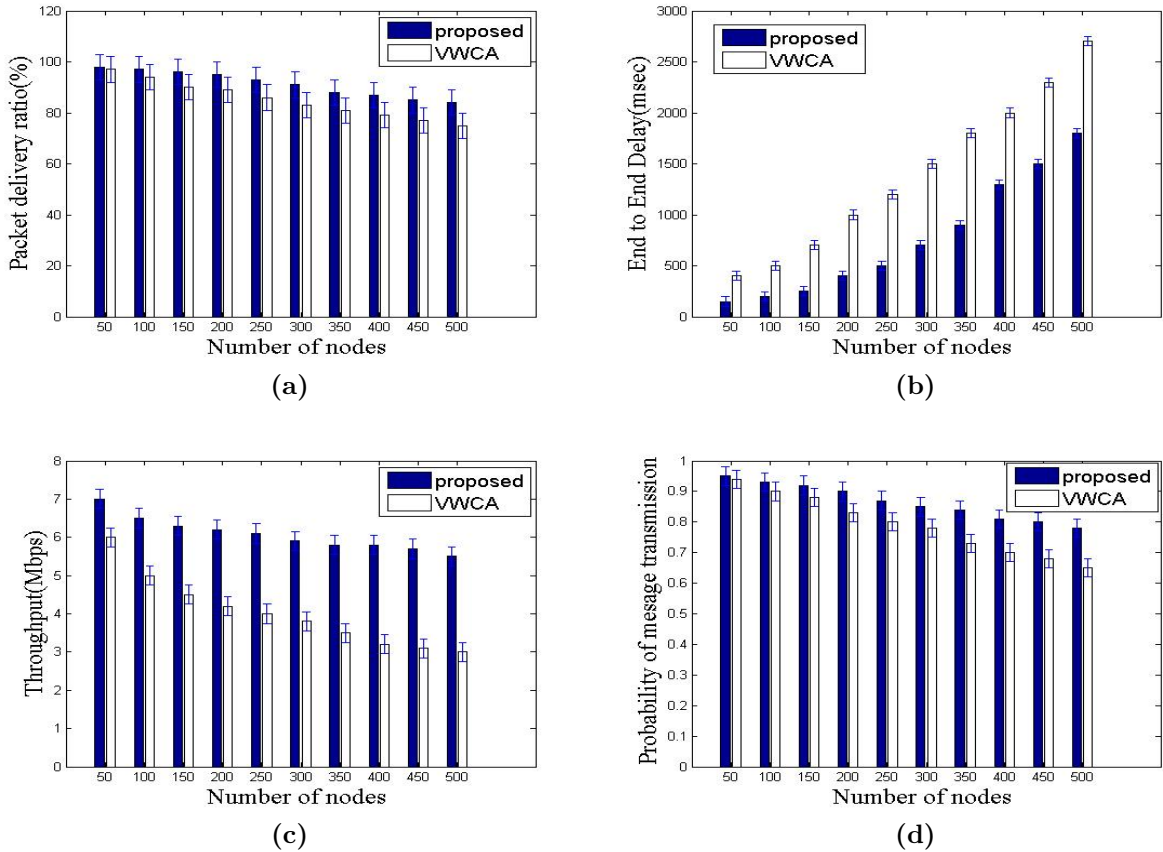 120
100
80
60
40
20
0
Packet delivery ratio(%)
proposed
VWCA
50 100 150 200 250 300 350 400 450 500
Number of nodes
(a)
3000
2500
2000
1500
1000
500
0
End to End Delay(msec)
proposed
VWCA
50 100 150 200 250 300 350 400 450 500
Number of nodes
(b)
8
7
6
5
4
3
2
1
0
Throughput(Mbps)
proposed
VWCA
50 100 150 200 250 300 350 400 450 500
Number of nodes
(c)
1
0.9
0.8
0.7
0.6
0.5
0.4
0.3
0.2
0.1
0
Probability of mesage transmission
proposed
VWCA
50 100 150 200 250 300 350 400 450 500
Number of nodes
(d)